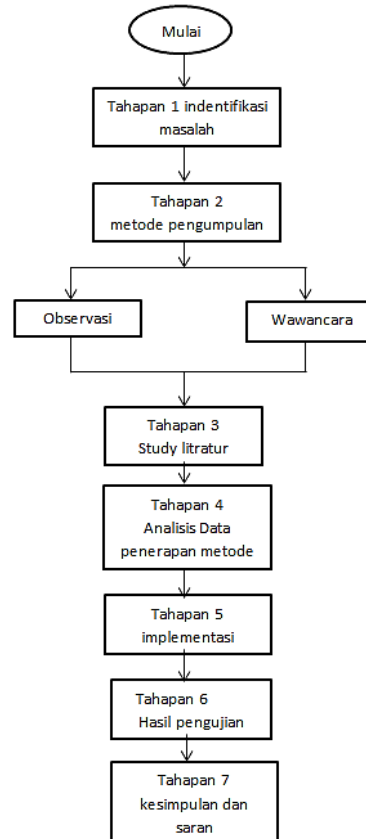 Mulai
Tahapan 1 indentifikasi
masalah
Tahapan 2
metode pengumpulan
Observasi
Wawancara
Tahapan 3
Study litratur
Tahapan 4
Analisis Data
penerapan metode
Tahapan 5
implementasi
Tahapan 6
Hasil pengujian
Tahapan 7
kesimpulan dan
saran